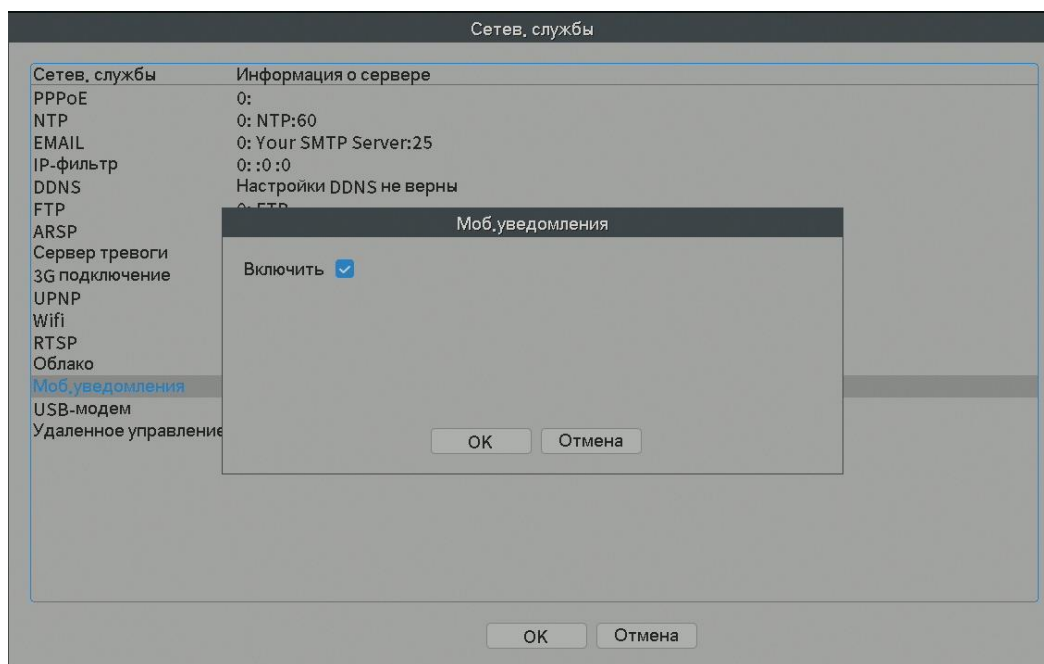 Сетев. службы
Сетев. службы Информация о сервере
PPPoE 0:
NTP 0: NTP:60
EMAIL 0: Your SMTP Server:25
IP-фильтр 0: :0 :0
DDNS Настройки DDNS не верны
FTP 0: FTP
ARSP
Сервер тревоги
3G подключение
UPNP
Wifi
RTSP
Облако
Моб.уведомления
USB-модем
Удаленное управление
Моб.уведомления
Включить
OK Отмена
OK Отмена